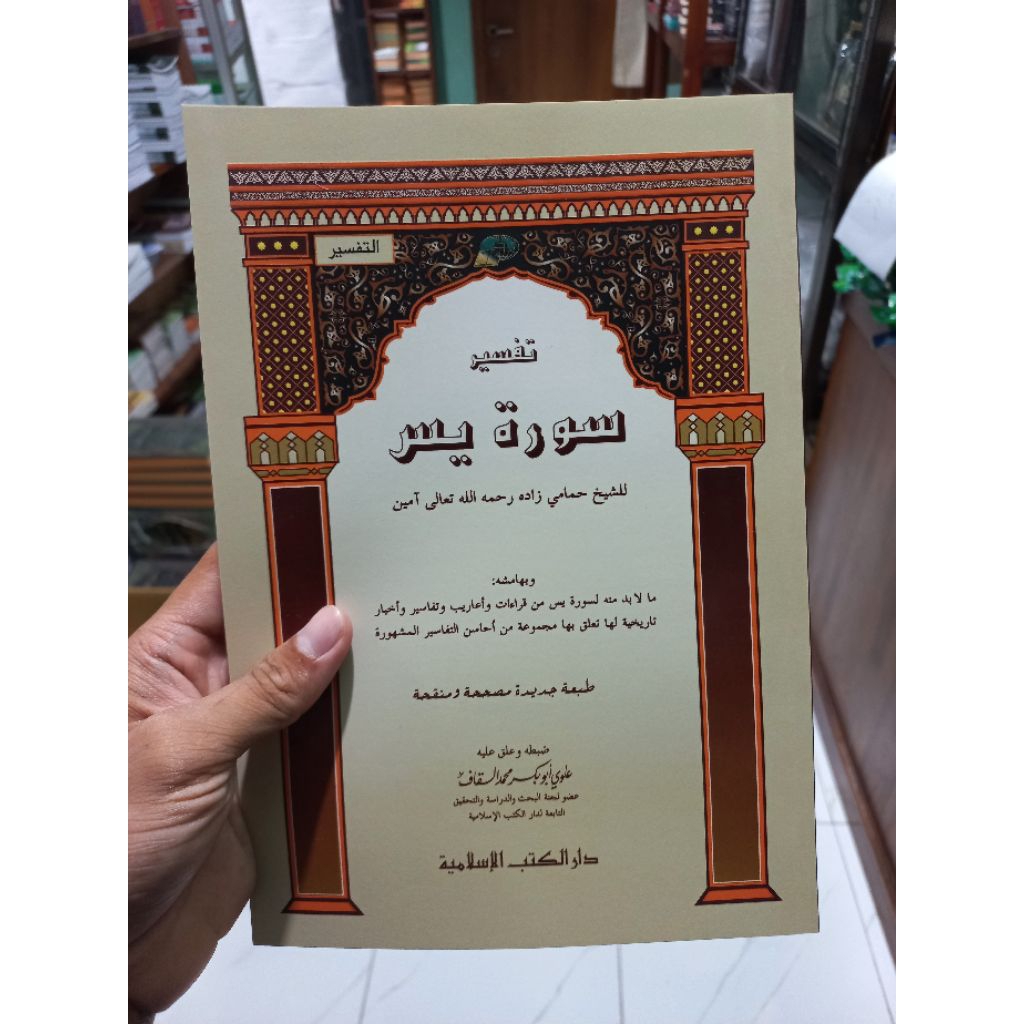 التفسير
تفسير
سورة يس
للشيخ حمامي زاده رحمه الله تعالى آمين
وبهامشه:
ما لابد منه لسورة يس من قراءات وأعاريب وتفاسير وأخبار
تاريخية لها تعلق بها مجموعة من أحاسن التفاسير المشهورة
طبعة جديدة مصححة ومنقحة
ضبطه وعلق عليه
علوي أبو بكر محمد السقاف
عضو لجنة البحث والدراسة والتحقيق
التابعة لدار الكتب الإسلامية
دار الكتب الإسلامية